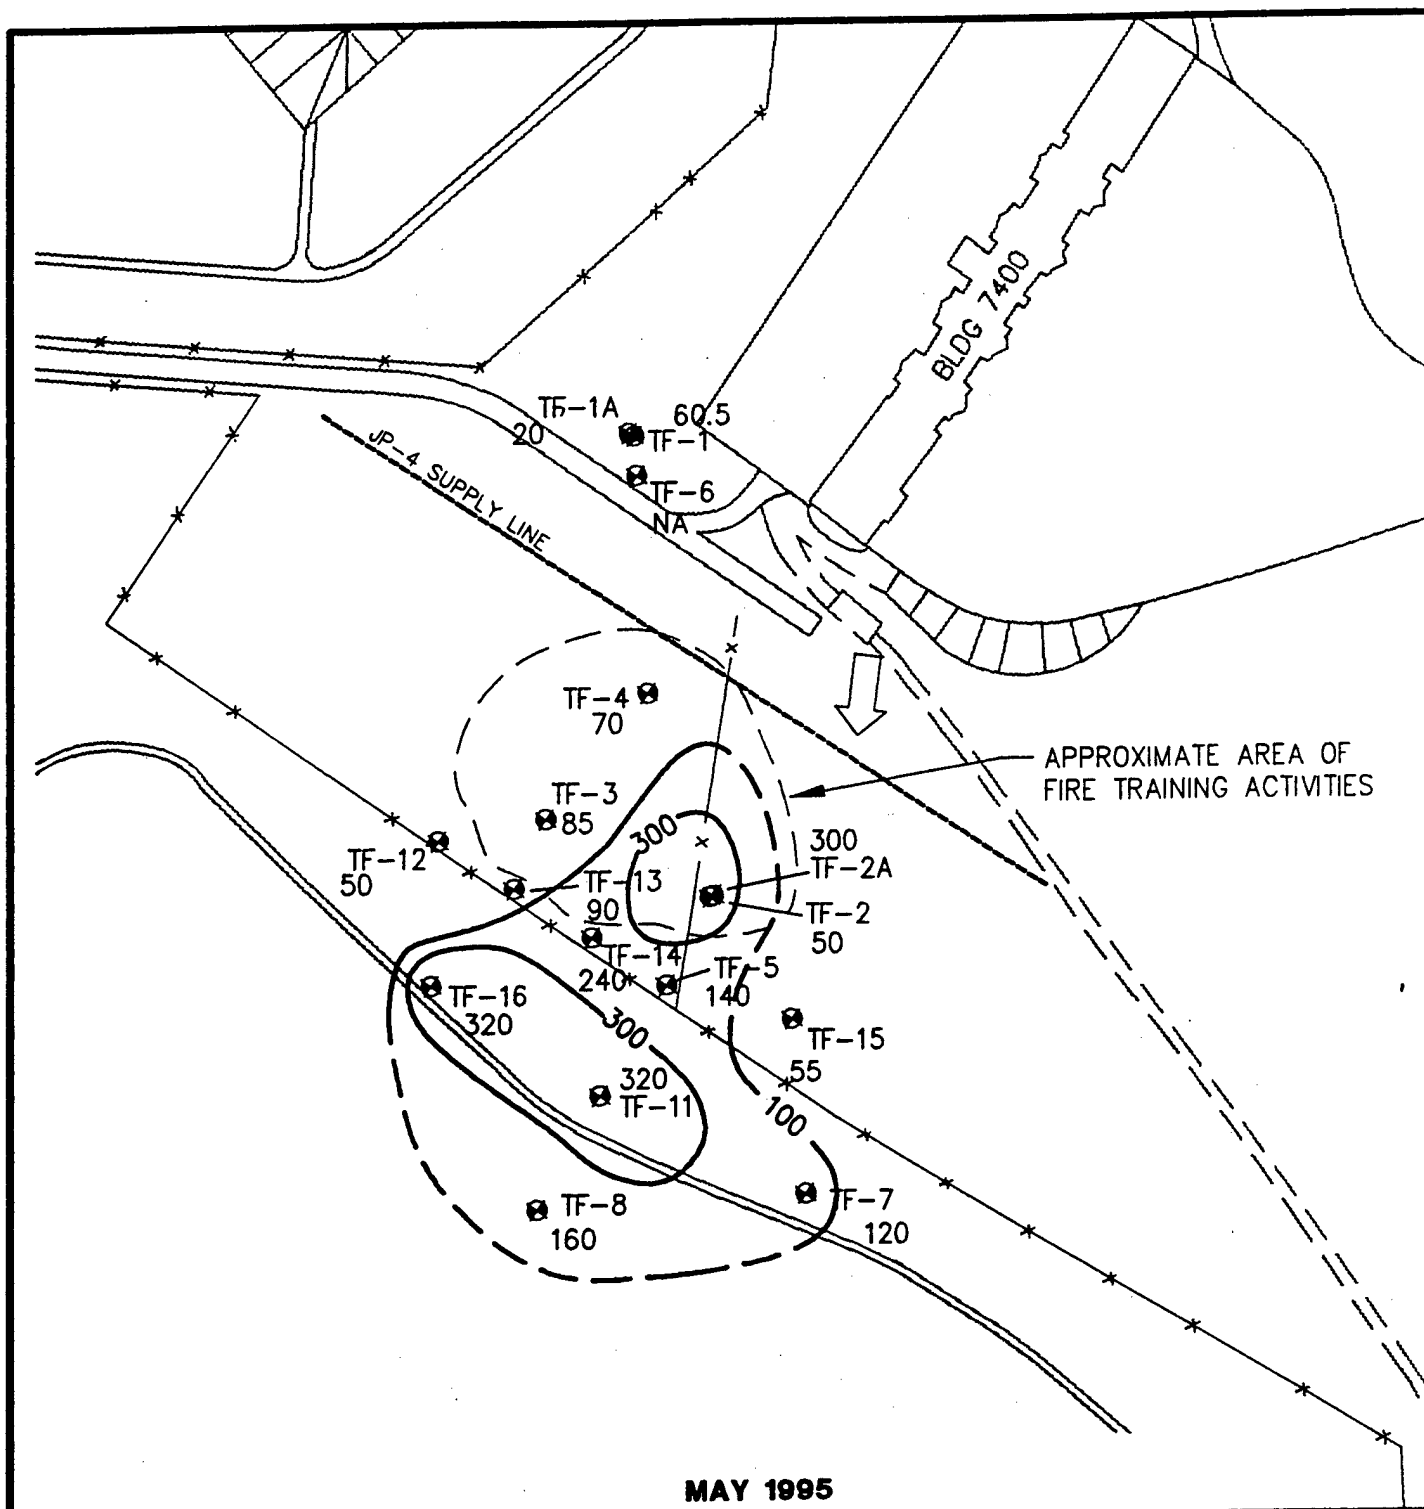 BLDG 7400
TF-1A
60.5
20
TF-1
JP-4 SUPPLY LINE
TF-6
NA
TF-4
70
APPROXIMATE AREA OF
FIRE TRAINING ACTIVITIES
TF-3
85
300
300
TF-2A
TF-12
50
TF-13
90
TF-2
50
TF-14
240
TF-5
140
TF-16
320
300
TF-15
55
320
TF-11
100
TF-8
160
TF-7
120
MAY 1995